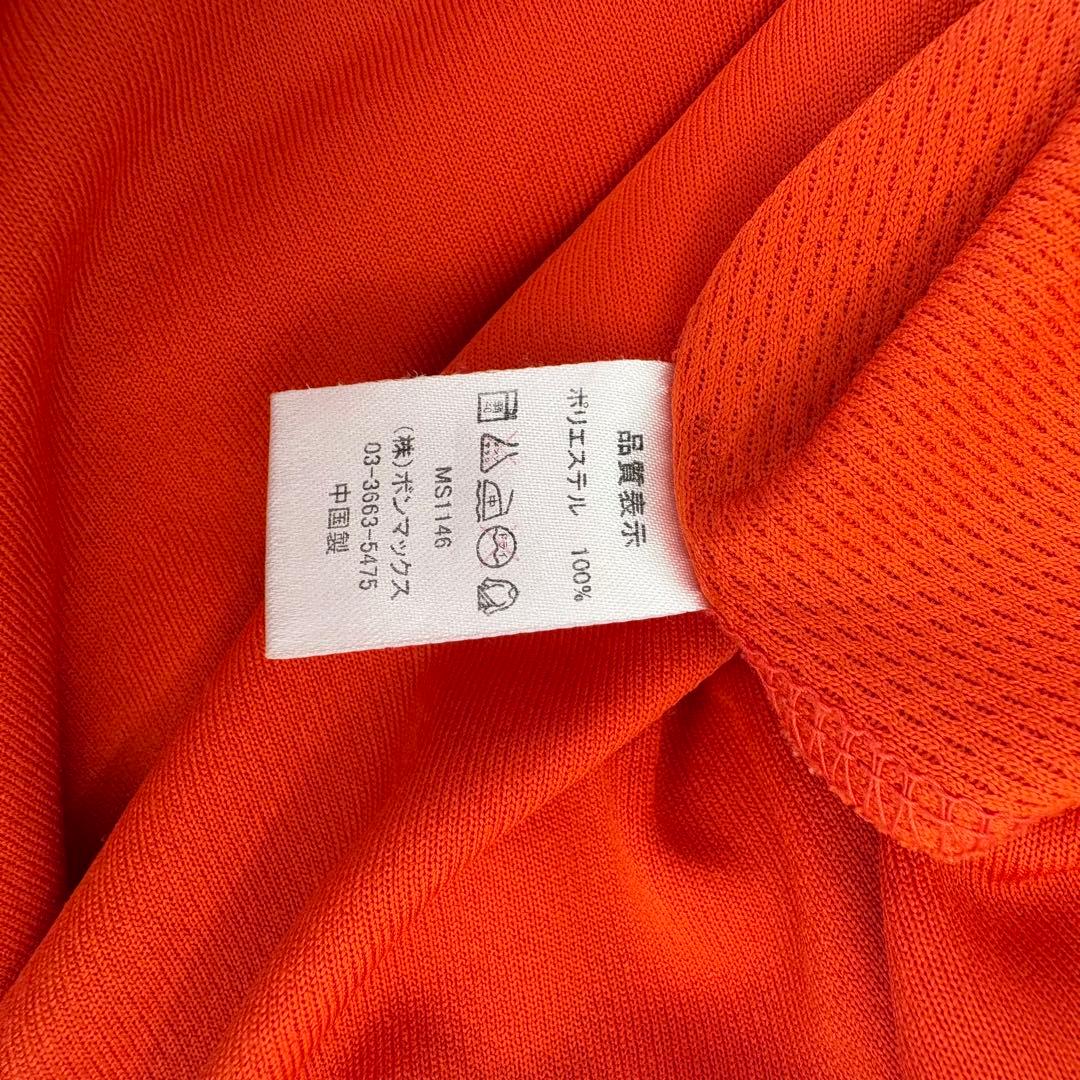 品質表示
ポリエステル 100%
MS1146
(株)ボンマックス
03-3663-5475
中国製